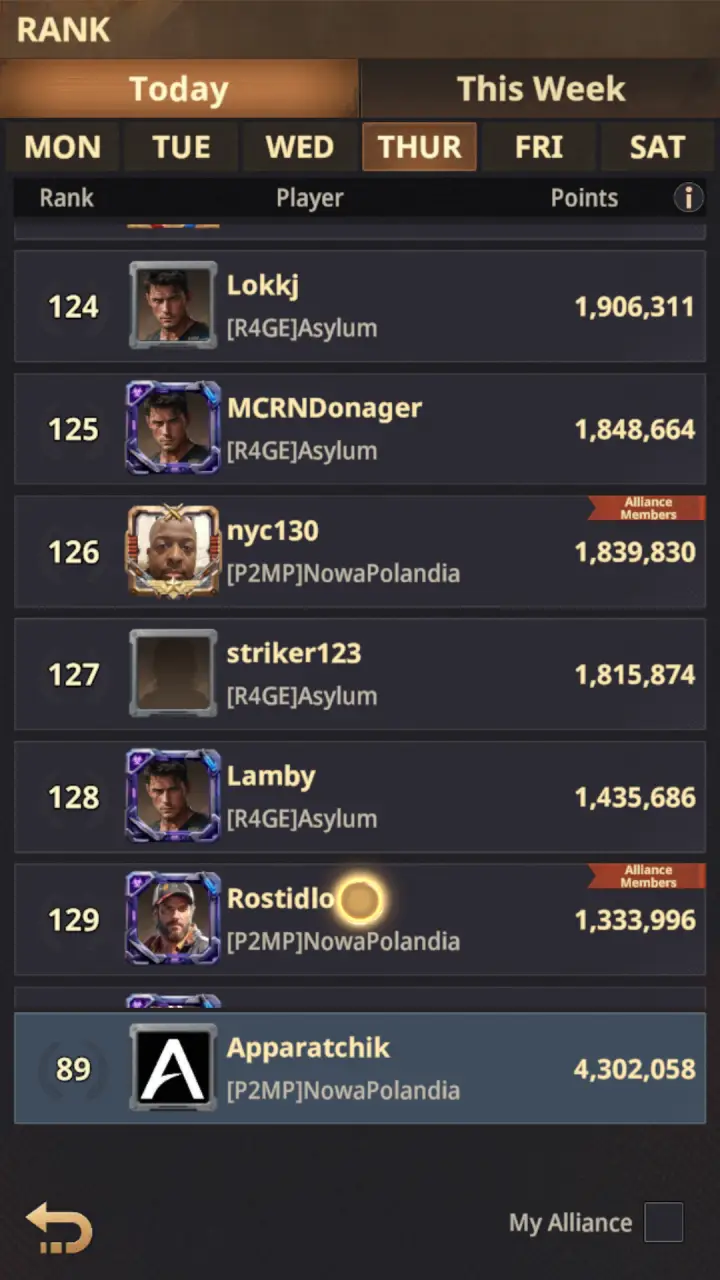 RANK
Today
This Week
MON
TUE
WED
THUR
FRI
SAT
Rank
Player
Points
i
124
Lokkj
[R4GE]Asylum
1,906,311
125
MCRNDonager
[R4GE]Asylum
1,848,664
Alliance
Members
126
nyc130
[P2MP]NowaPolandia
1,839,830
127
striker123
[R4GE]Asylum
1,815,874
128
Lamby
[R4GE]Asylum
1,435,686
Alliance
Members
129
Rostidlo
[P2MP]NowaPolandia
1,333,996
89
A
Apparatchik
[P2MP]NowaPolandia
4,302,058
My Alliance